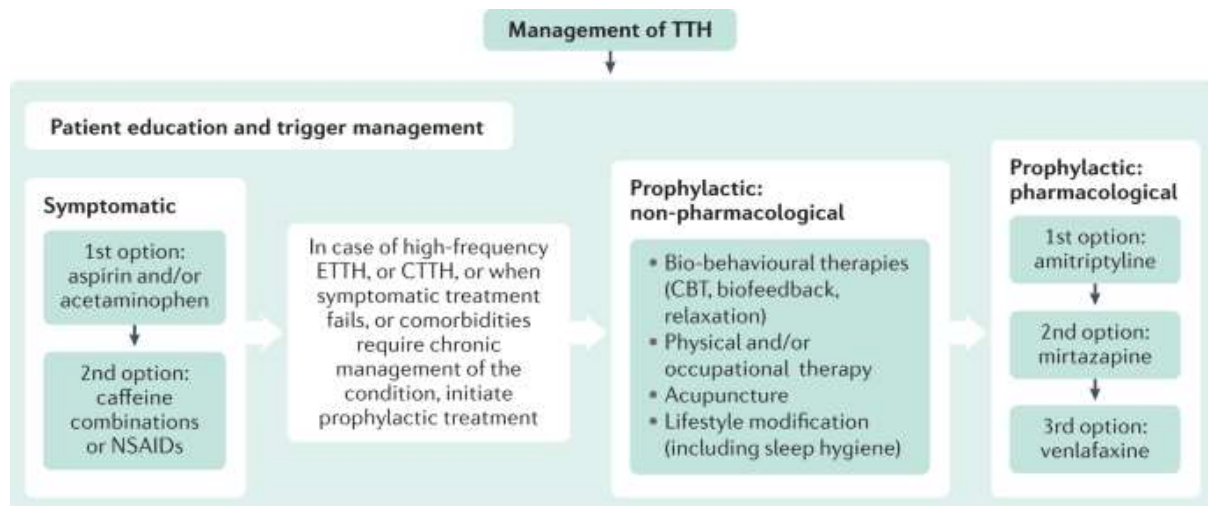 Management of TTH
Patient education and trigger management
Symptomatic
1st option:
aspirin and/or
acetaminophen
2nd option:
caffeine
combinations
or NSAIDs
In case of high-frequency
ETTH, or CTTH, or when
symptomatic treatment
fails, or comorbidities
require chronic
management of the
condition, initiate
prophylactic treatment
Prophylactic:
non-pharmacological
• Bio-behavioural therapies
(CBT, biofeedback,
relaxation)
• Physical and/or
occupational therapy
• Acupuncture
• Lifestyle modification
(including sleep hygiene)
Prophylactic:
pharmacological
1st option:
amitriptyline
2nd option:
mirtazapine
3rd option:
venlafaxine